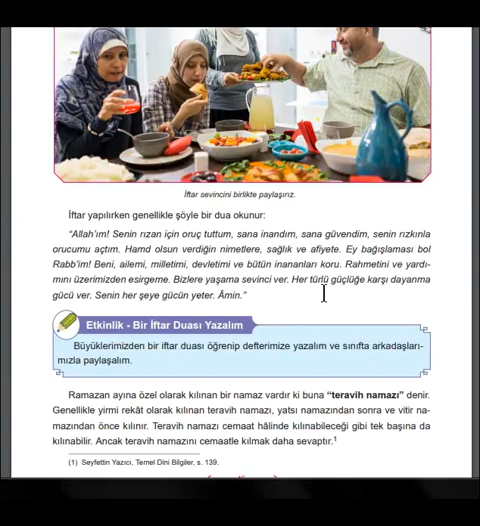 İftar sevincini birlikte paylaşırız.
İftar yapılırken genellikle şöyle bir dua okunur:
“Allah’ım! Senin rızan için oruç tuttum, sana inandım, sana güvendim, senin rızkınla
orucumu açtım. Hamd olsun verdiğin nimetlere, sağlık ve afiyete. Ey bağışlaması bol
Rabb’im! Beni, ailemi, milletimi, devletimi ve bütün inananları koru. Rahmetini ve yardı-
mını üzerimizden esirgeme. Bizlere yaşama sevinci ver. Her türlü güçlüğe karşı dayanma
gücü ver. Senin her şeye gücün yeter. Âmin.”
Etkinlik - Bir İftar Duası Yazalım
Büyüklerimizden bir iftar duası öğrenip defterimize yazalım ve sınıfta arkadaşları-
mızla paylaşalım.
Ramazan ayına özel olarak kılınan bir namaz vardır ki buna “teravih namazı” denir.
Genellikle yirmi rekât olarak kılınan teravih namazı, yatsı namazından sonra ve vitir na-
mazından önce kılınır. Teravih namazı cemaat hâlinde kılınabileceği gibi tek başına da
kılınabilir. Ancak teravih namazını cemaatle kılmak daha sevaptır.1
(1) Seyfettin Yazıcı, Temel Dini Bilgiler, s. 139.